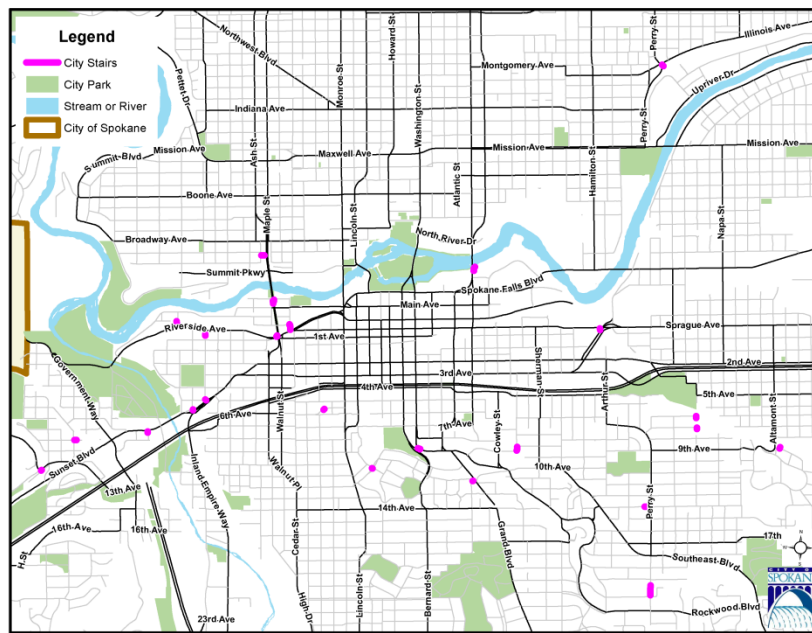 Legend
City Stairs
City Park
Stream or River
City of Spokane
Northwest Blvd
Pettet Dr
Monroe St
Howard St
Washington St
Montgomery Ave
Perry St
Illinois Ave
Upriver Dr
Indiana Ave
Ash St
Perry St
Summit Blvd
Mission Ave
Maxwell Ave
Mission Ave
Mission Ave
Atlantic St
Hamilton St
Boone Ave
Maple St
Lincoln St
Napa St
Broadway Ave
North River Dr
Summit Pkwy
Spokane Falls Blvd
Main Ave
Riverside Ave
1st Ave
Sprague Ave
Government Way
Sherman St
3rd Ave
2nd Ave
4th Ave
Arthur St
5th Ave
Walnut St
6th Ave
7th Ave
Cowley St
Altamont St
9th Ave
Sunset Blvd
10th Ave
Inland Empire Way
Walnut Pl
13th Ave
Perry St
14th Ave
16th Ave
16th Ave
Cedar St
Grand Blvd
17th
H St
Southeast Blvd
Lincoln St
Bernard St
High Dr
23rd Ave
Rockwood Blvd
N
CITY OF
SPOKANE